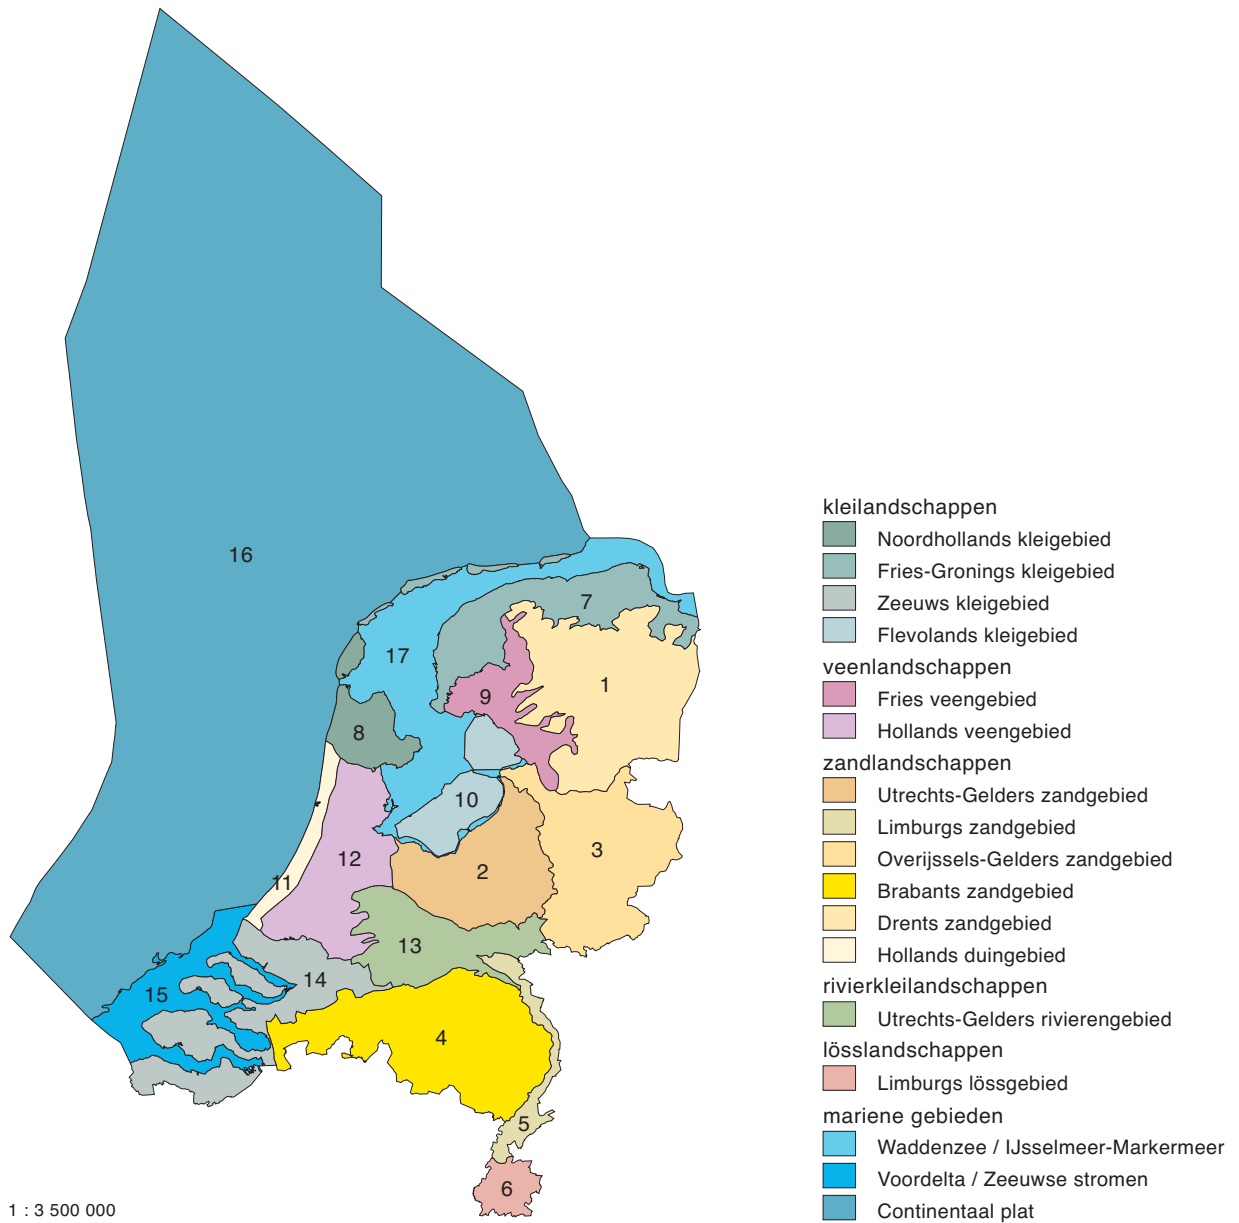 16
7
17
1
9
8
10
3
12
2
11
13
14
15
4
5
6
1 : 3 500 000
kleilandschappen
Noordhollands kleigebied
Fries-Gronings kleigebied
Zeeuws kleigebied
Flevolands kleigebied
veenlandschappen
Fries veengebied
Hollands veengebied
zandlandschappen
Utrechts-Gelders zandgebied
Limburgs zandgebied
Overijssels-Gelders zandgebied
Brabants zandgebied
Drents zandgebied
Hollands duingebied
rivierkleilandschappen
Utrechts-Gelders rivierengebied
lösslandschappen
Limburgs lössgebied
mariene gebieden
Waddenzee / IJsselmeer-Markermeer
Voordelta / Zeeuwse stromen
Continentaal plat